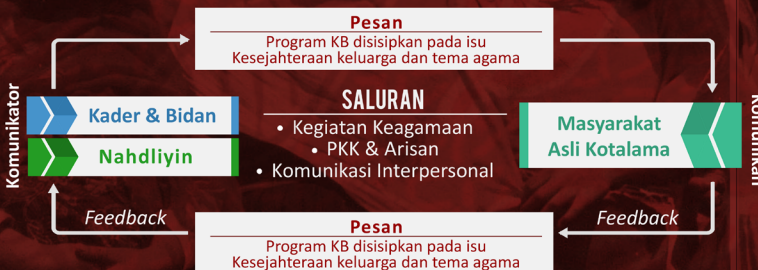 Pesan
Program KB disisipkan pada isu
Kesejahteraan keluarga dan tema agama
Komunikator
Kader & Bidan
Nahdliyin
SALURAN
• Kegiatan Keagamaan
• PKK & Arisan
• Komunikasi Interpersonal
Masyarakat
Asli Kotalama
Feedback
Feedback
Pesan
Program KB disisipkan pada isu
Kesejahteraan keluarga dan tema agama